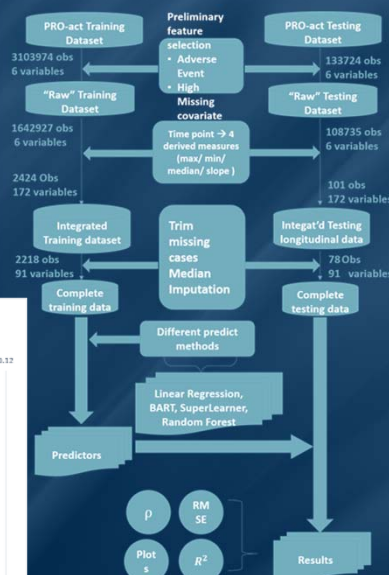 PRO-act Training
Dataset
Preliminary
feature
selection
• Adverse
Event
• High
Missing
covariate
PRO-act Testing
Dataset
3103974 obs
6 variables
133724 obs
6 variables
"Raw" Training
Dataset
"Raw" Testing
Dataset
1642927 obs
6 variables
Time point → 4
derived measures
(max/ min/
median/ slope )
108735 obs
6 variables
2424 Obs
172 variables
101 obs
172 variables
Integrated
Training dataset
Trim
missing
cases
Median
Imputation
Integat'd Testing
longitudinal data
2218 obs
91 variables
78 Obs
91 variables
Complete
training data
Complete
testing data
Different predict
methods
Linear Regression,
BART, SuperLearner,
Random Forest
Predictors
ρ
RM
SE
Plot
s
R²
Results